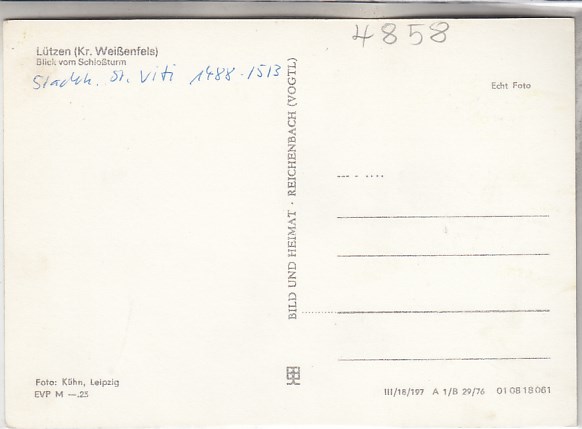 4858
Lützen (Kr. Weißenfels)
Blick vom Schloßturm
Stadtk. St. Viti 1488-1513
Echt Foto
BILD UND HEIMAT · REICHENBACH (VOGTL)
Foto: Kühn, Leipzig
EVP M —.25
III/18/197 A 1/B 29/76 01 08 18 061